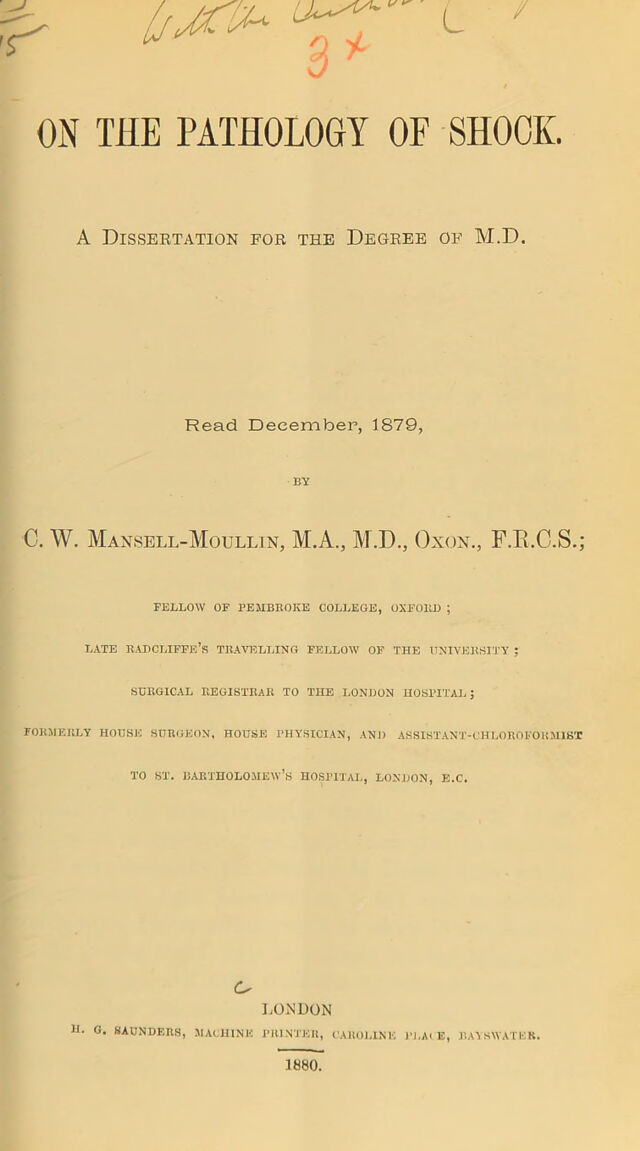 3 x
ON THE PATHOLOGY OF SHOCK.
A DISSERTATION FOR THE DEGREE OF M.D.
Read December, 1879,
BY
C. W. MANSELL-MOULLIN, M.A., M.D., OXON., F.R.C.S.;
FELLOW OF PEMBROKE COLLEGE, OXFORD ;
LATE RADCLIFFE'S TRAVELLING FELLOW OF THE UNIVERSITY ;
SURGICAL REGISTRAR TO THE LONDON HOSPITAL ;
FORMERLY HOUSE SURGEON, HOUSE PHYSICIAN, AND ASSISTANT-CHLOROFORMIST
TO ST. BARTHOLOMEW'S HOSPITAL, LONDON, E.C.
LONDON
H. G. SAUNDERS, MACHINE PRINTER, CAROLINE PLACE, BAYSWATER.
1880.